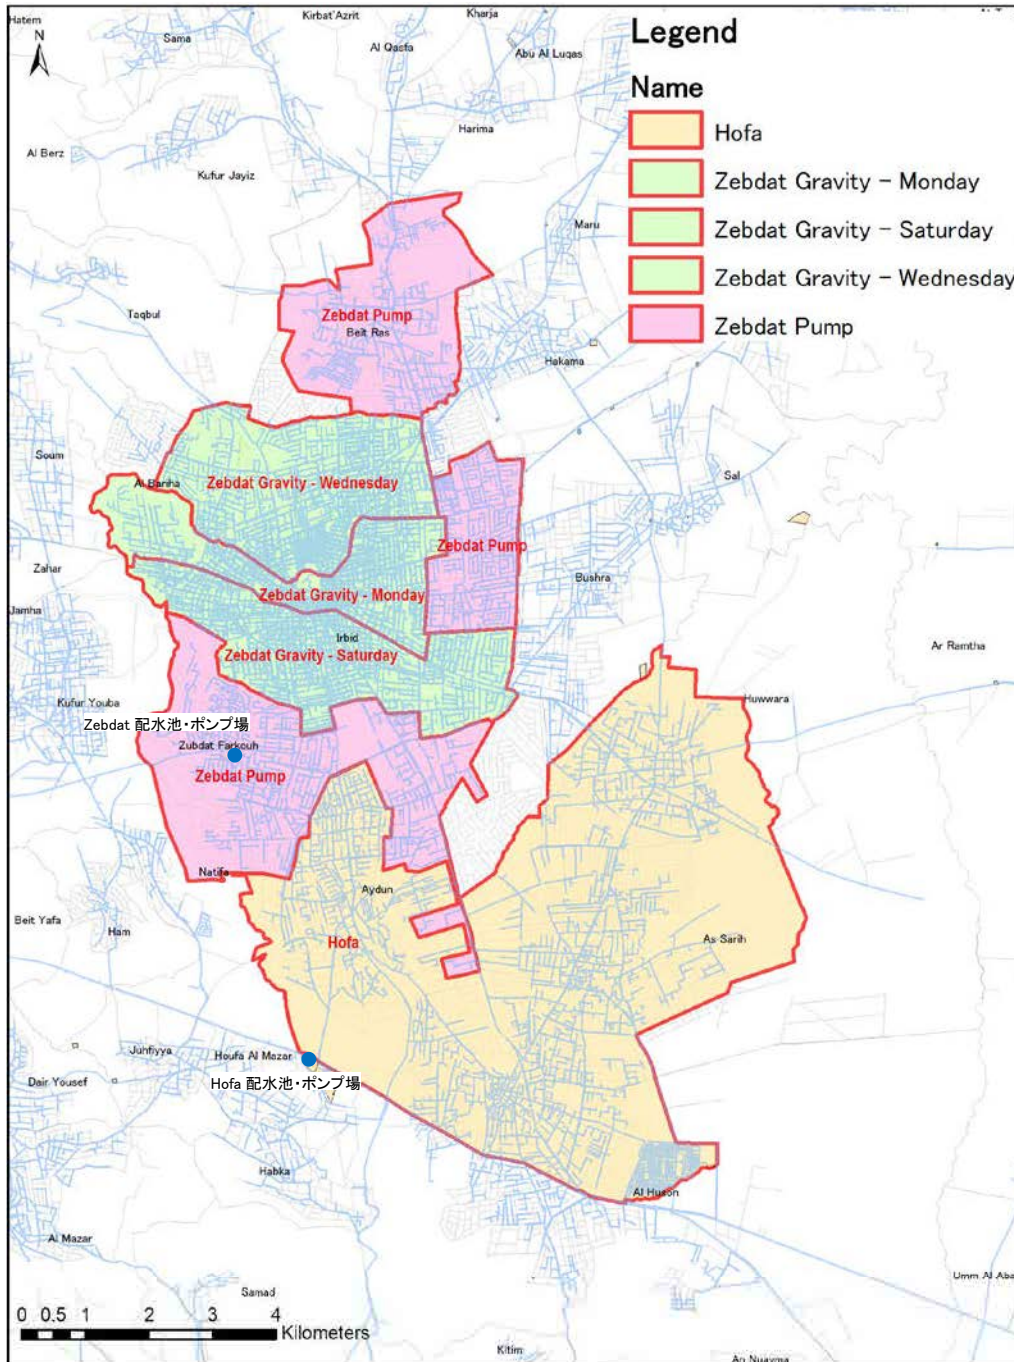 Hatem
Kirbat'Azrit
Kharja
N
Sama
Al Qasfa
Abu Al Luqas
Legend
Name
Hofa
Zebdat Gravity - Monday
Zebdat Gravity - Saturday
Zebdat Gravity - Wednesday
Zebdat Pump
Harima
Al Berz
Kufur Jayiz
Maru
Taqbul
Zebdat Pump
Beit Ras
Hakama
Soum
Al Bariha
Zebdat Gravity - Wednesday
Sal
Zebdat Pump
Zahar
Bushra
Jamha
Zebdat Gravity - Monday
Irbid
Ar Ramtha
Zebdat Gravity - Saturday
Kufur Youba
Huwwara
Zebdat 配水池・ポンプ場
Zubdat Farkouh
Zebdat Pump
Natifa
Aydun
Beit Yafa
Ham
Hofa
As Sarih
Juhfiyya
Houfa Al Mazar
Dair Yousef
Hofa 配水池・ポンプ場
Habka
Al Huson
Al Mazar
Umm Al Aba
Samad
0 0.5 1 2 3 4
Kilometers
Kitim
An Nuayma